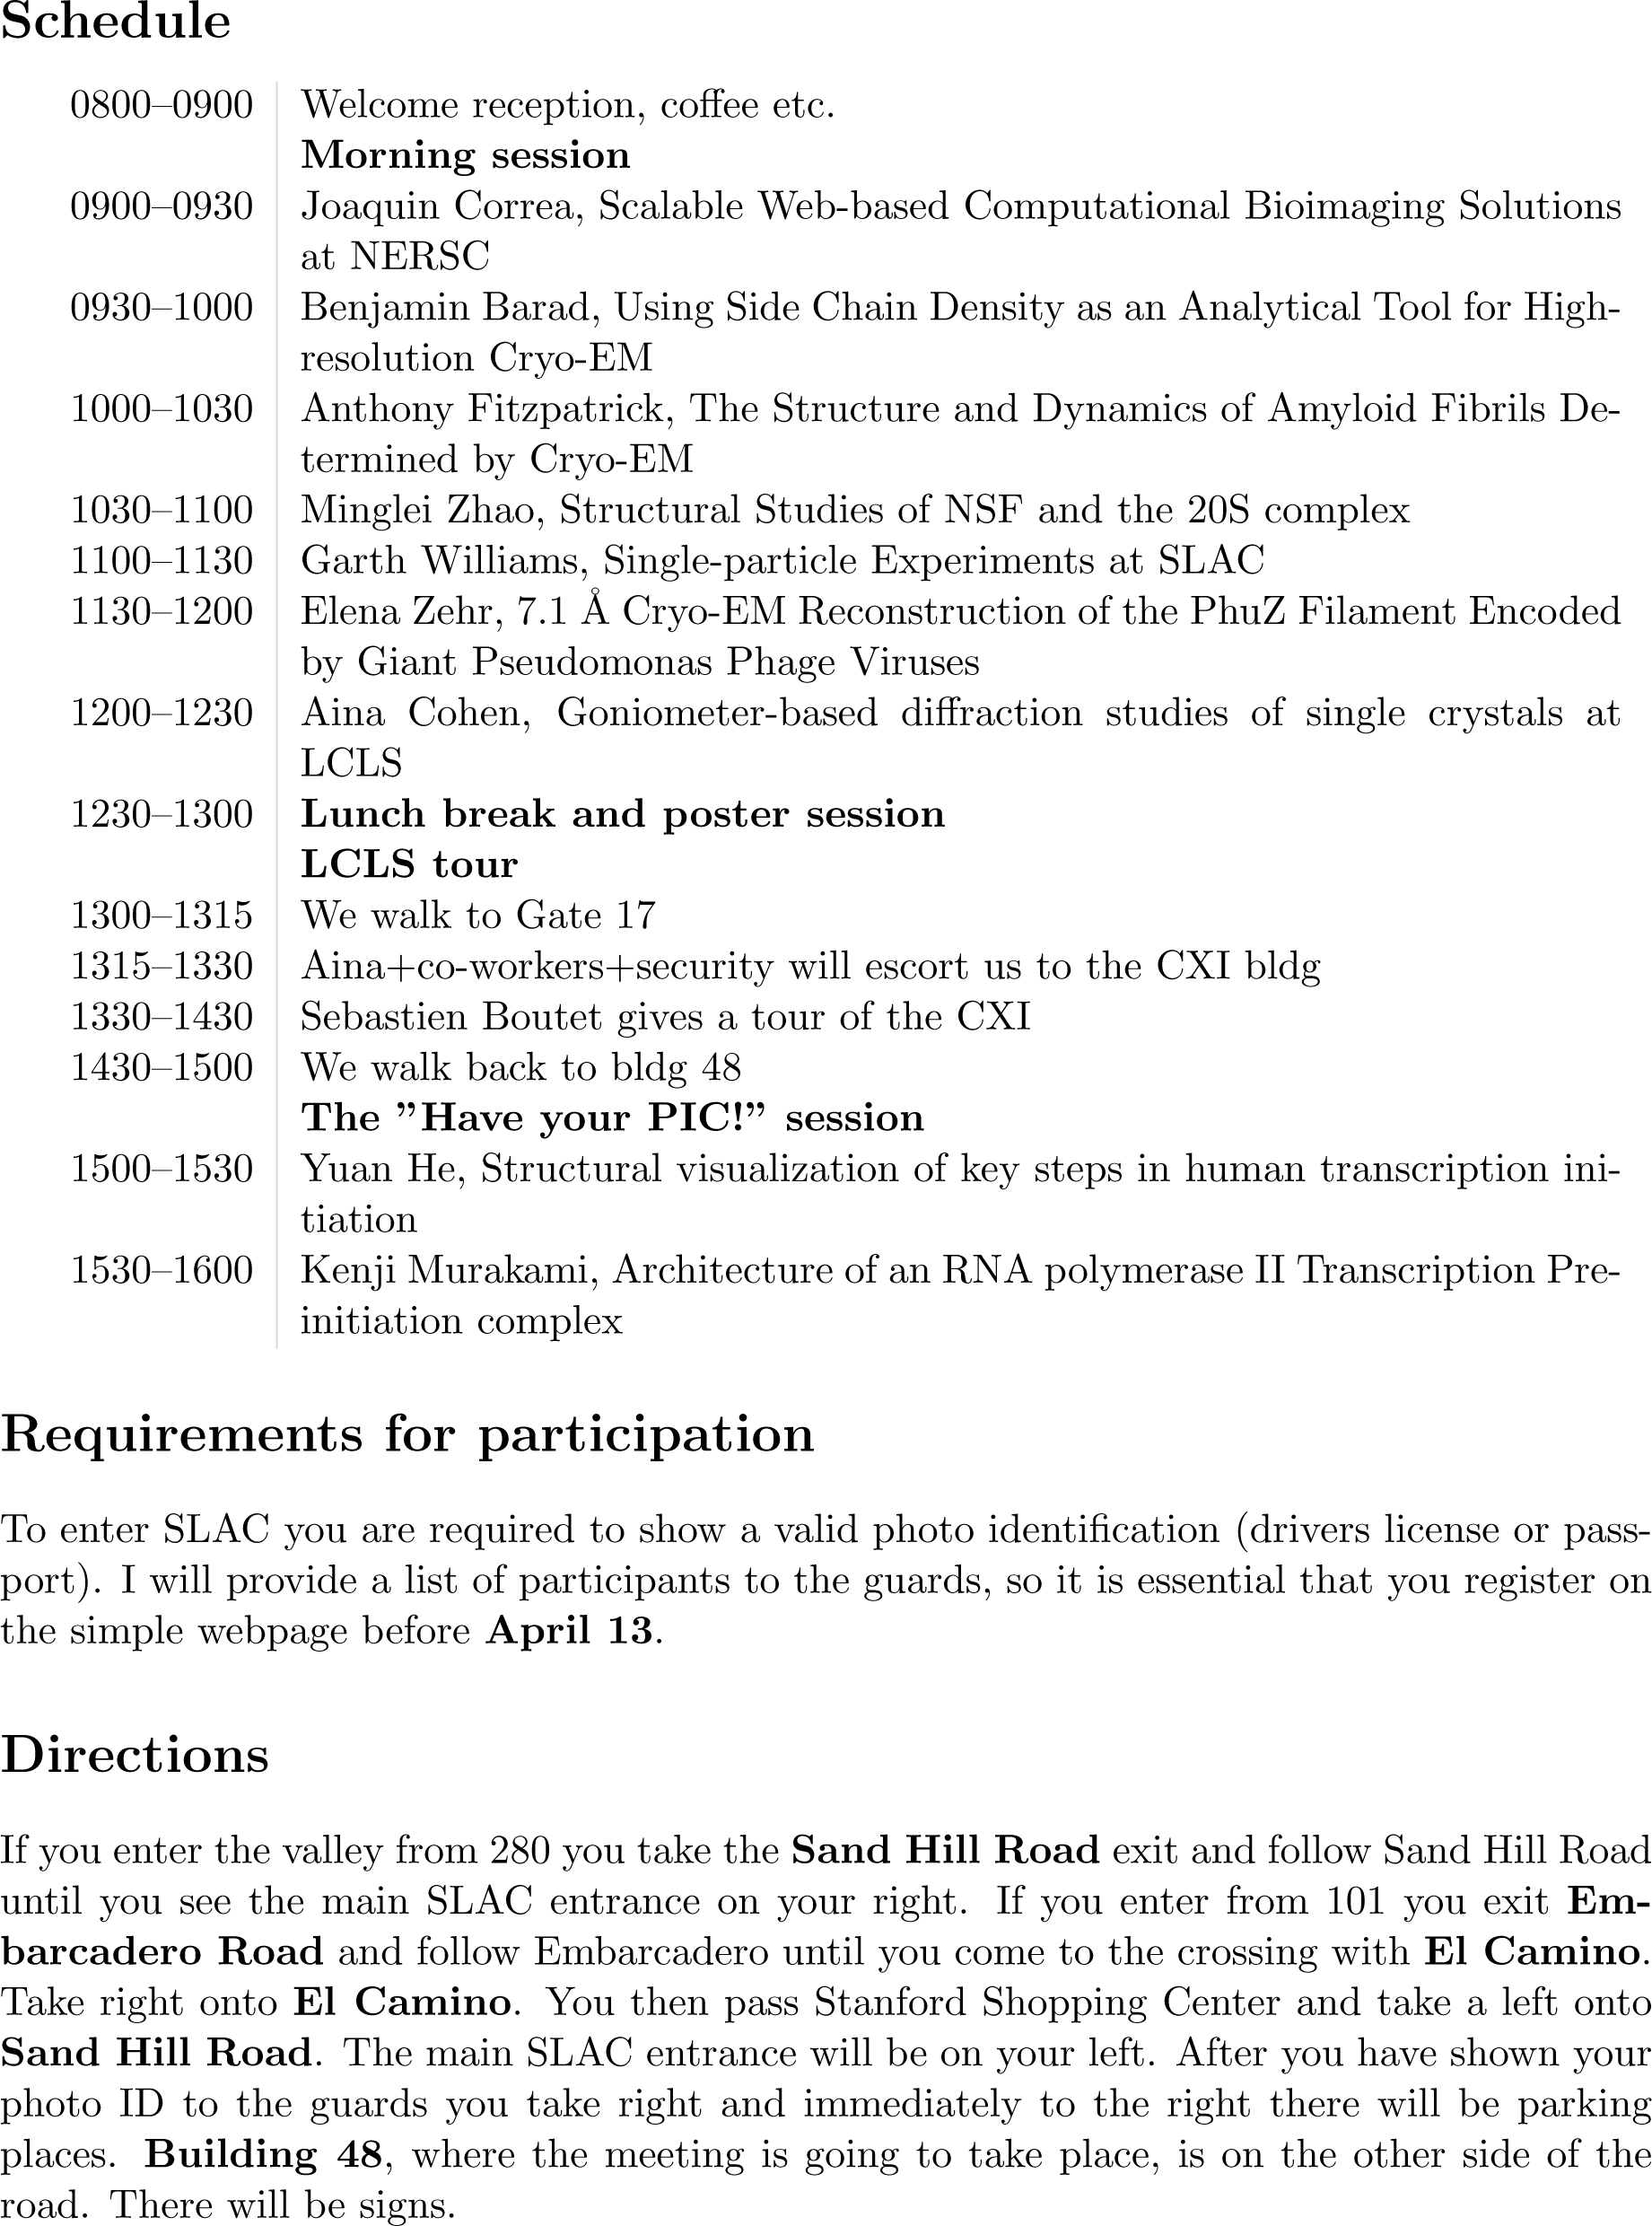 Schedule
0800–0900 Welcome reception, coffee etc.
Morning session
0900–0930 Joaquin Correa, Scalable Web-based Computational Bioimaging Solutions
at NERSC
0930–1000 Benjamin Barad, Using Side Chain Density as an Analytical Tool for High-
resolution Cryo-EM
1000–1030 Anthony Fitzpatrick, The Structure and Dynamics of Amyloid Fibrils De-
termined by Cryo-EM
1030–1100 Minglei Zhao, Structural Studies of NSF and the 20S complex
1100–1130 Garth Williams, Single-particle Experiments at SLAC
1130–1200 Elena Zehr, 7.1 Å Cryo-EM Reconstruction of the PhuZ Filament Encoded
by Giant Pseudomonas Phage Viruses
1200–1230 Aina Cohen, Goniometer-based diffraction studies of single crystals at
LCLS
1230–1300 Lunch break and poster session
LCLS tour
1300–1315 We walk to Gate 17
1315–1330 Aina+co-workers+security will escort us to the CXI bldg
1330–1430 Sebastien Boutet gives a tour of the CXI
1430–1500 We walk back to bldg 48
The ”Have your PIC!” session
1500–1530 Yuan He, Structural visualization of key steps in human transcription ini-
tiation
1530–1600 Kenji Murakami, Architecture of an RNA polymerase II Transcription Pre-
initiation complex
Requirements for participation
To enter SLAC you are required to show a valid photo identification (drivers license or pass-
port). I will provide a list of participants to the guards, so it is essential that you register on
the simple webpage before April 13.
Directions
If you enter the valley from 280 you take the Sand Hill Road exit and follow Sand Hill Road
until you see the main SLAC entrance on your right. If you enter from 101 you exit Em-
barcadero Road and follow Embarcadero until you come to the crossing with El Camino.
Take right onto El Camino. You then pass Stanford Shopping Center and take a left onto
Sand Hill Road. The main SLAC entrance will be on your left. After you have shown your
photo ID to the guards you take right and immediately to the right there will be parking
places. Building 48, where the meeting is going to take place, is on the other side of the
road. There will be signs.